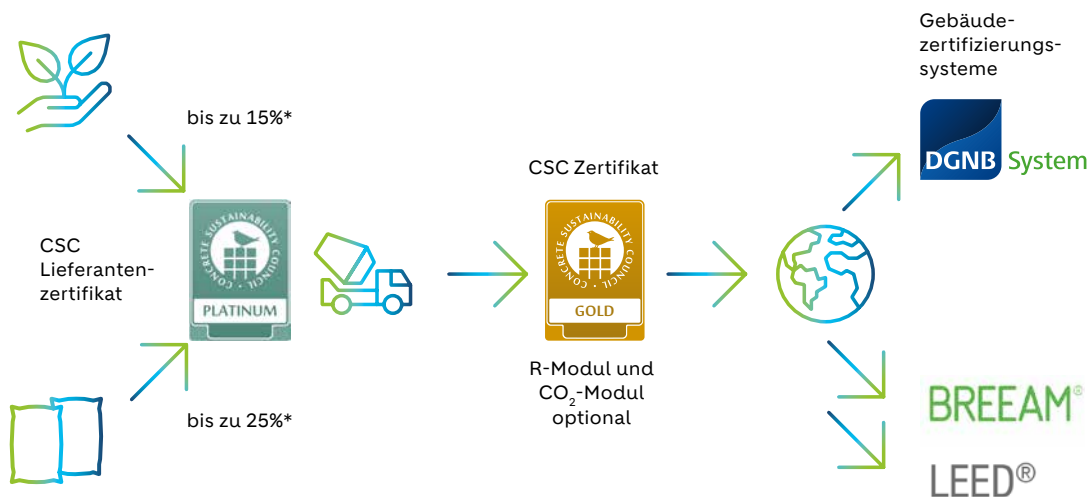 bis zu 15%*
CSC
Lieferanten-
zertifikat
bis zu 25%*
CONCRETE SUSTAINABILITY COUNCIL
PLATINUM
CSC Zertifikat
CONCRETE SUSTAINABILITY COUNCIL
GOLD
R-Modul und
CO₂-Modul
optional
Gebäude-
zertifizierungs-
systeme
DGNB System
BREEAM®
LEED®